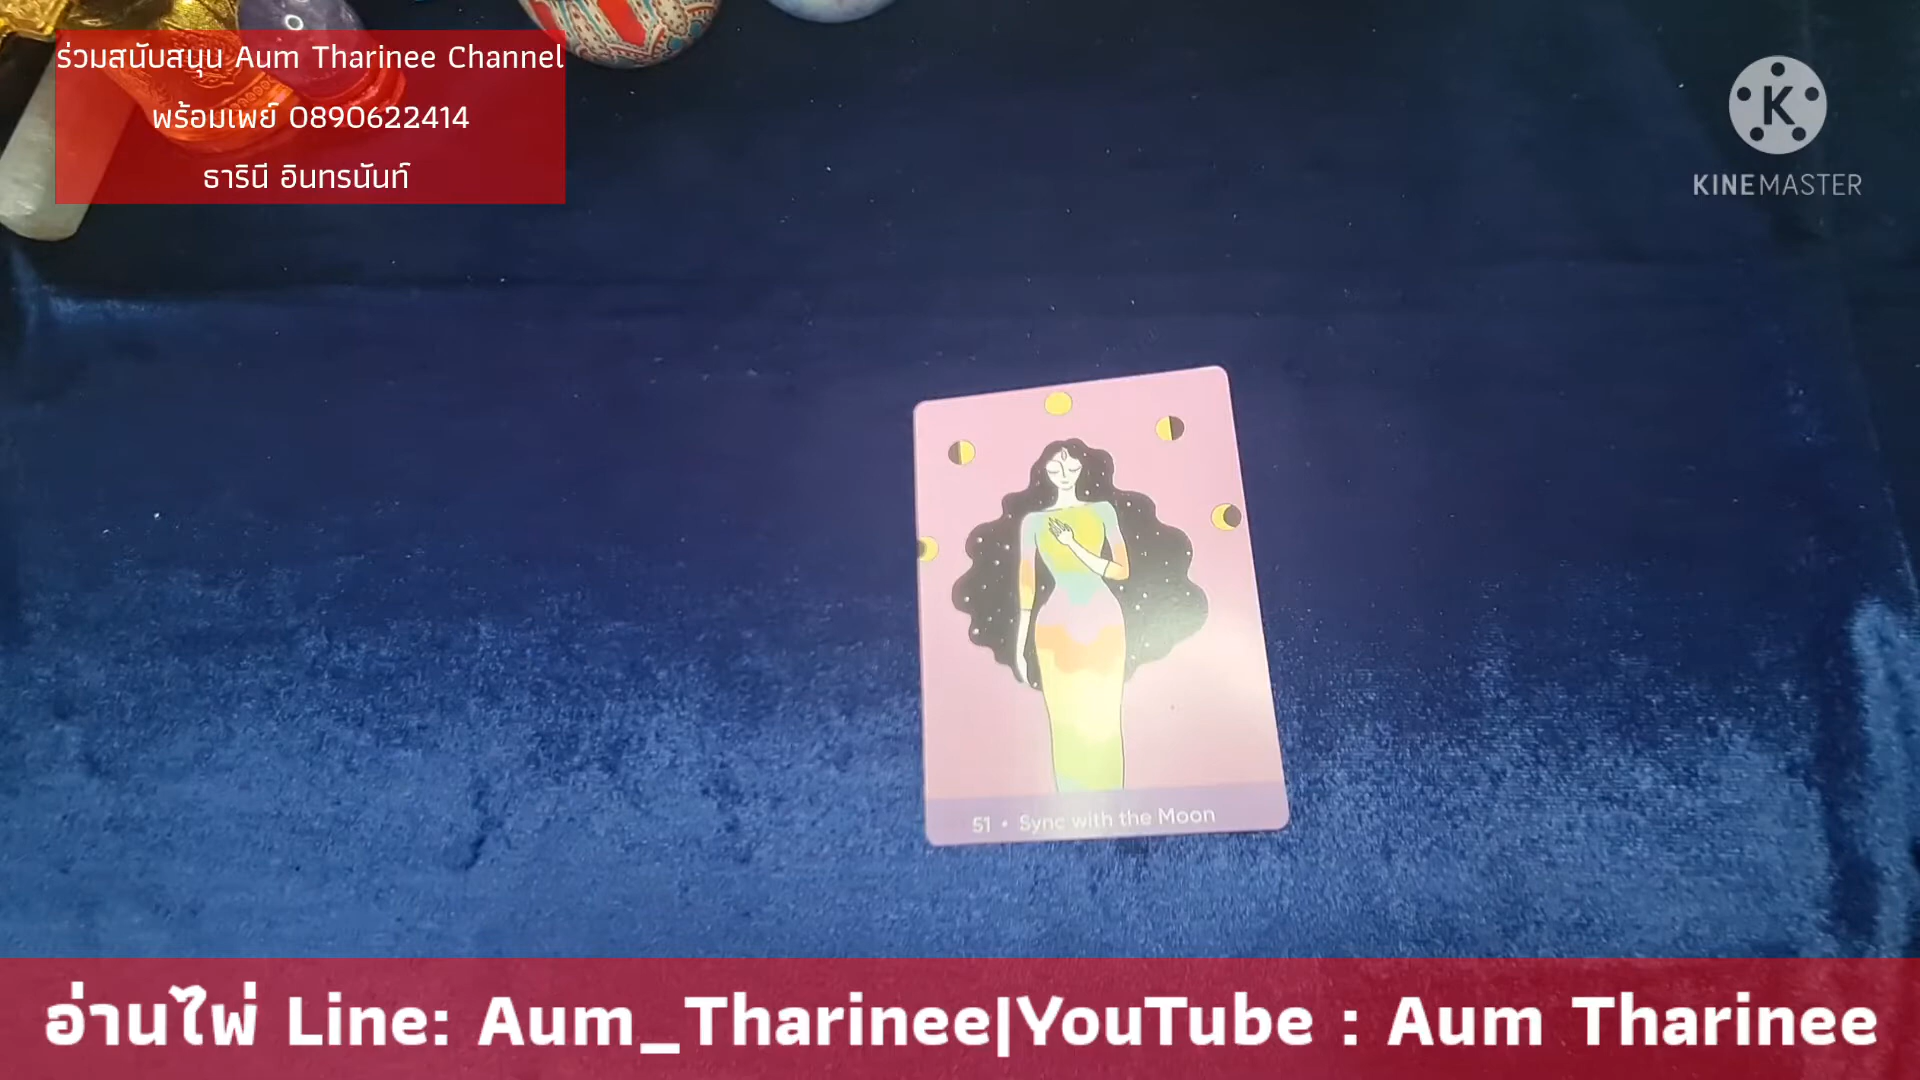 ร่วมสนับสนุน Aum Tharinee Channel
พร้อมเพย์ 0890622414
ธารินี อินทรนันท์
K
KINEMASTER
51 • Sync with the Moon
อ่านไพ่ Line: Aum_Tharinee|YouTube : Aum Tharinee